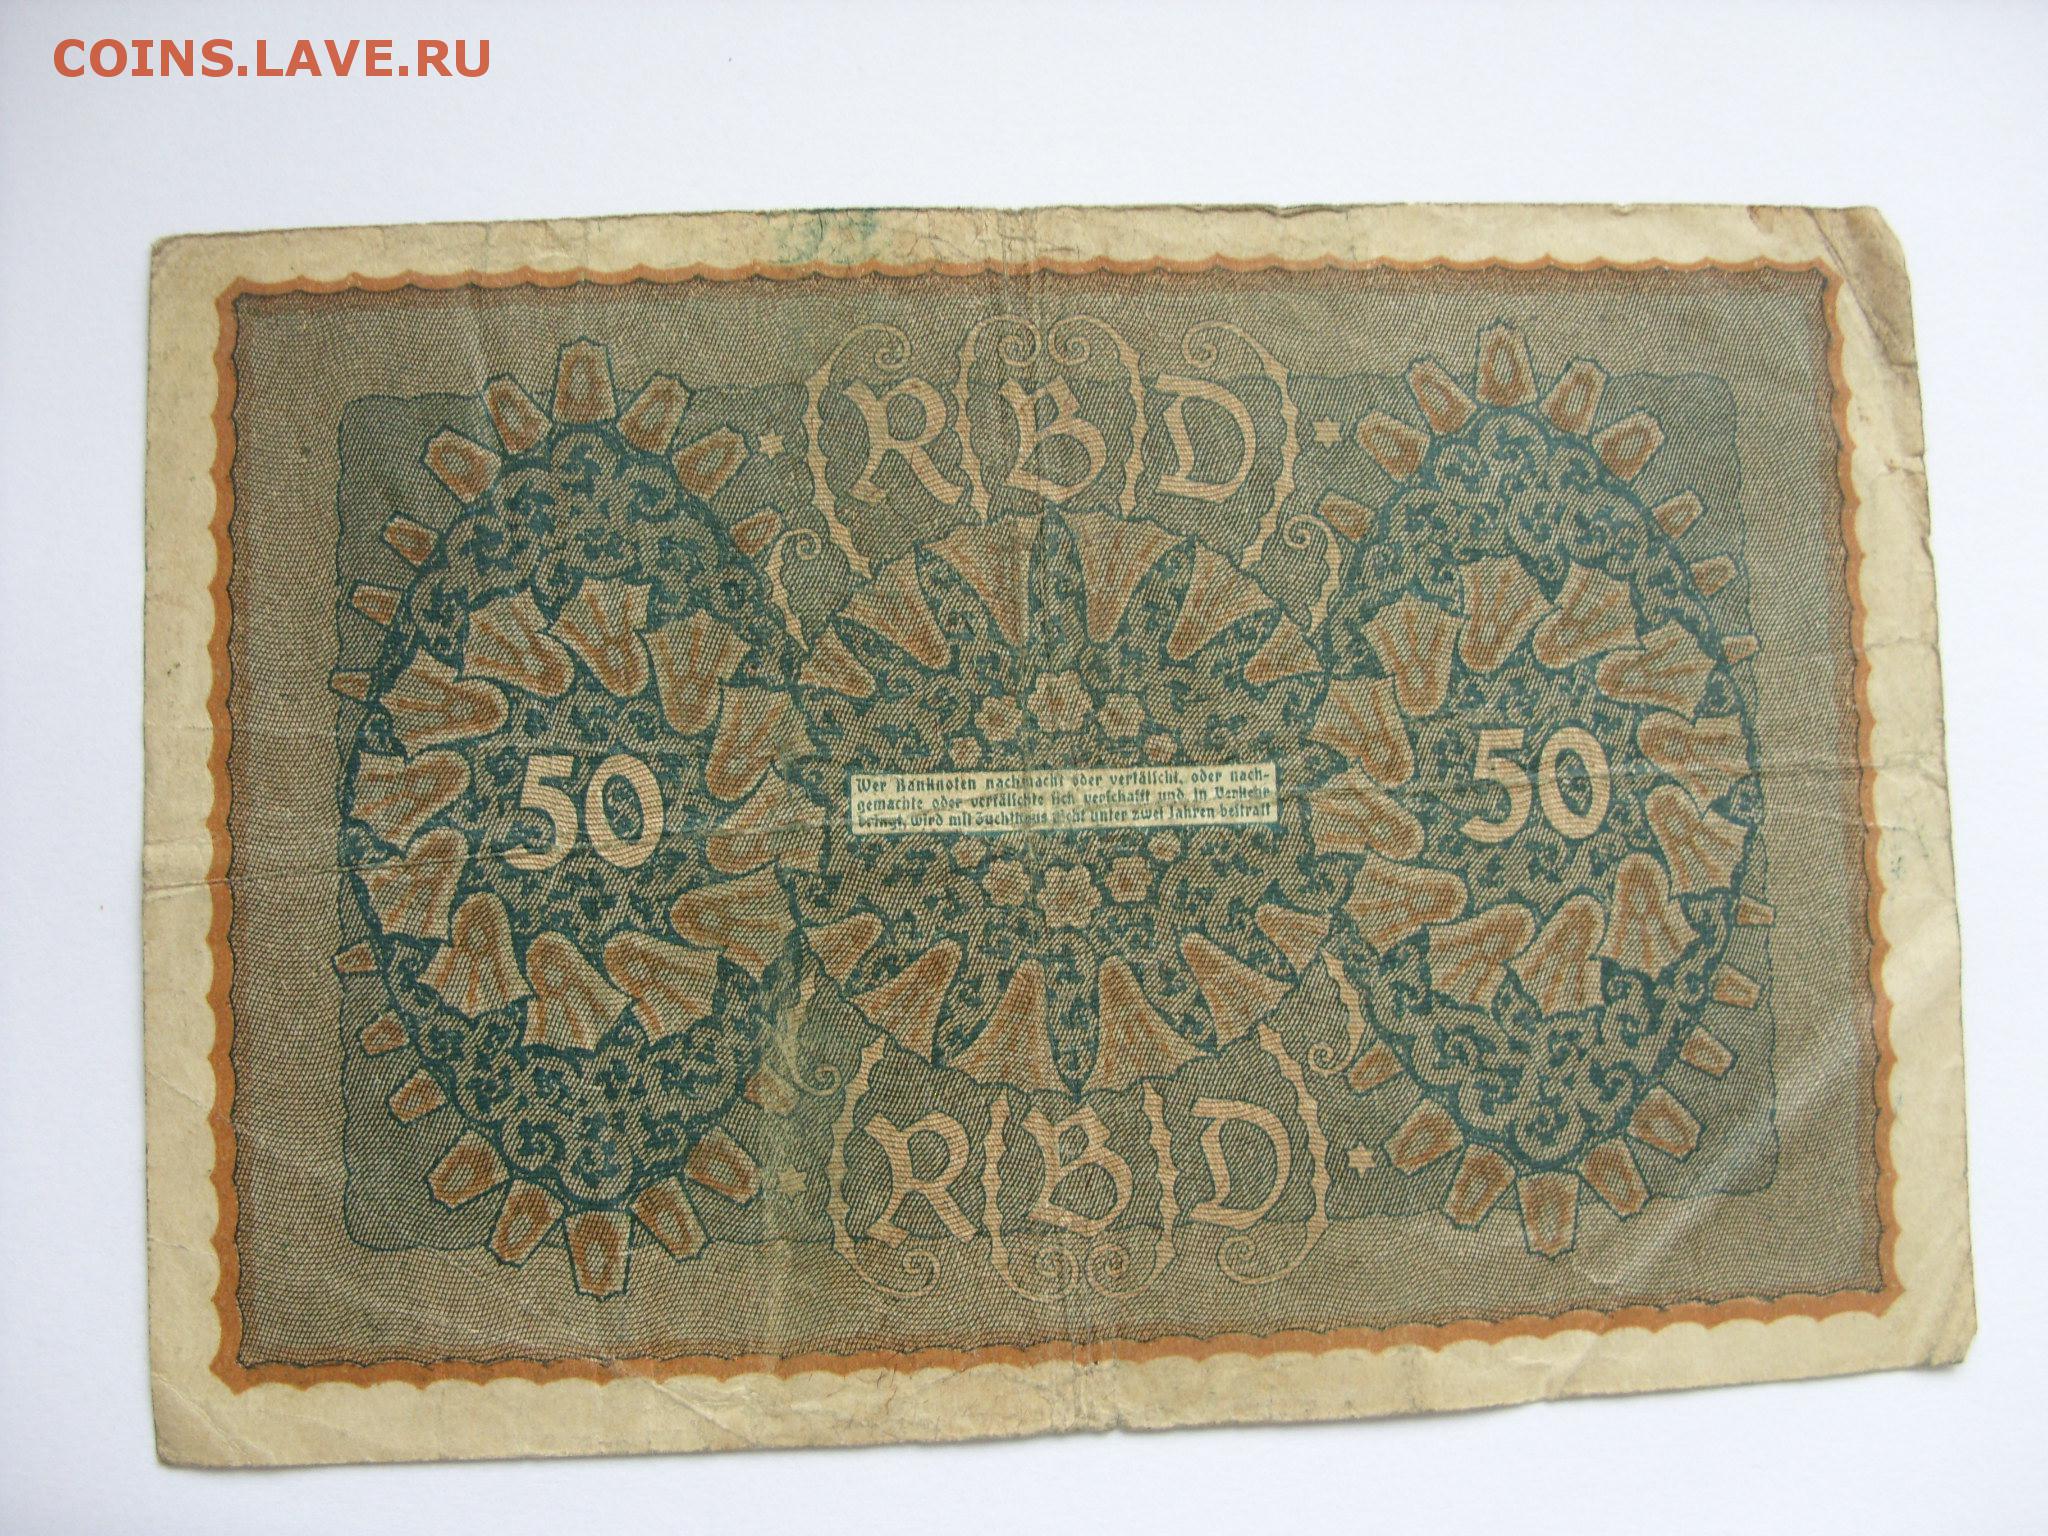 COINS.LAVE.RU
RBD
50
50
Wer Banknoten nachmacht oder verfälscht, oder nach-
gemachte oder verfälschte sich verschafft und in Verkehr
bringt, wird mit Zuchthaus nicht unter zwei Jahren bestraft
RBD